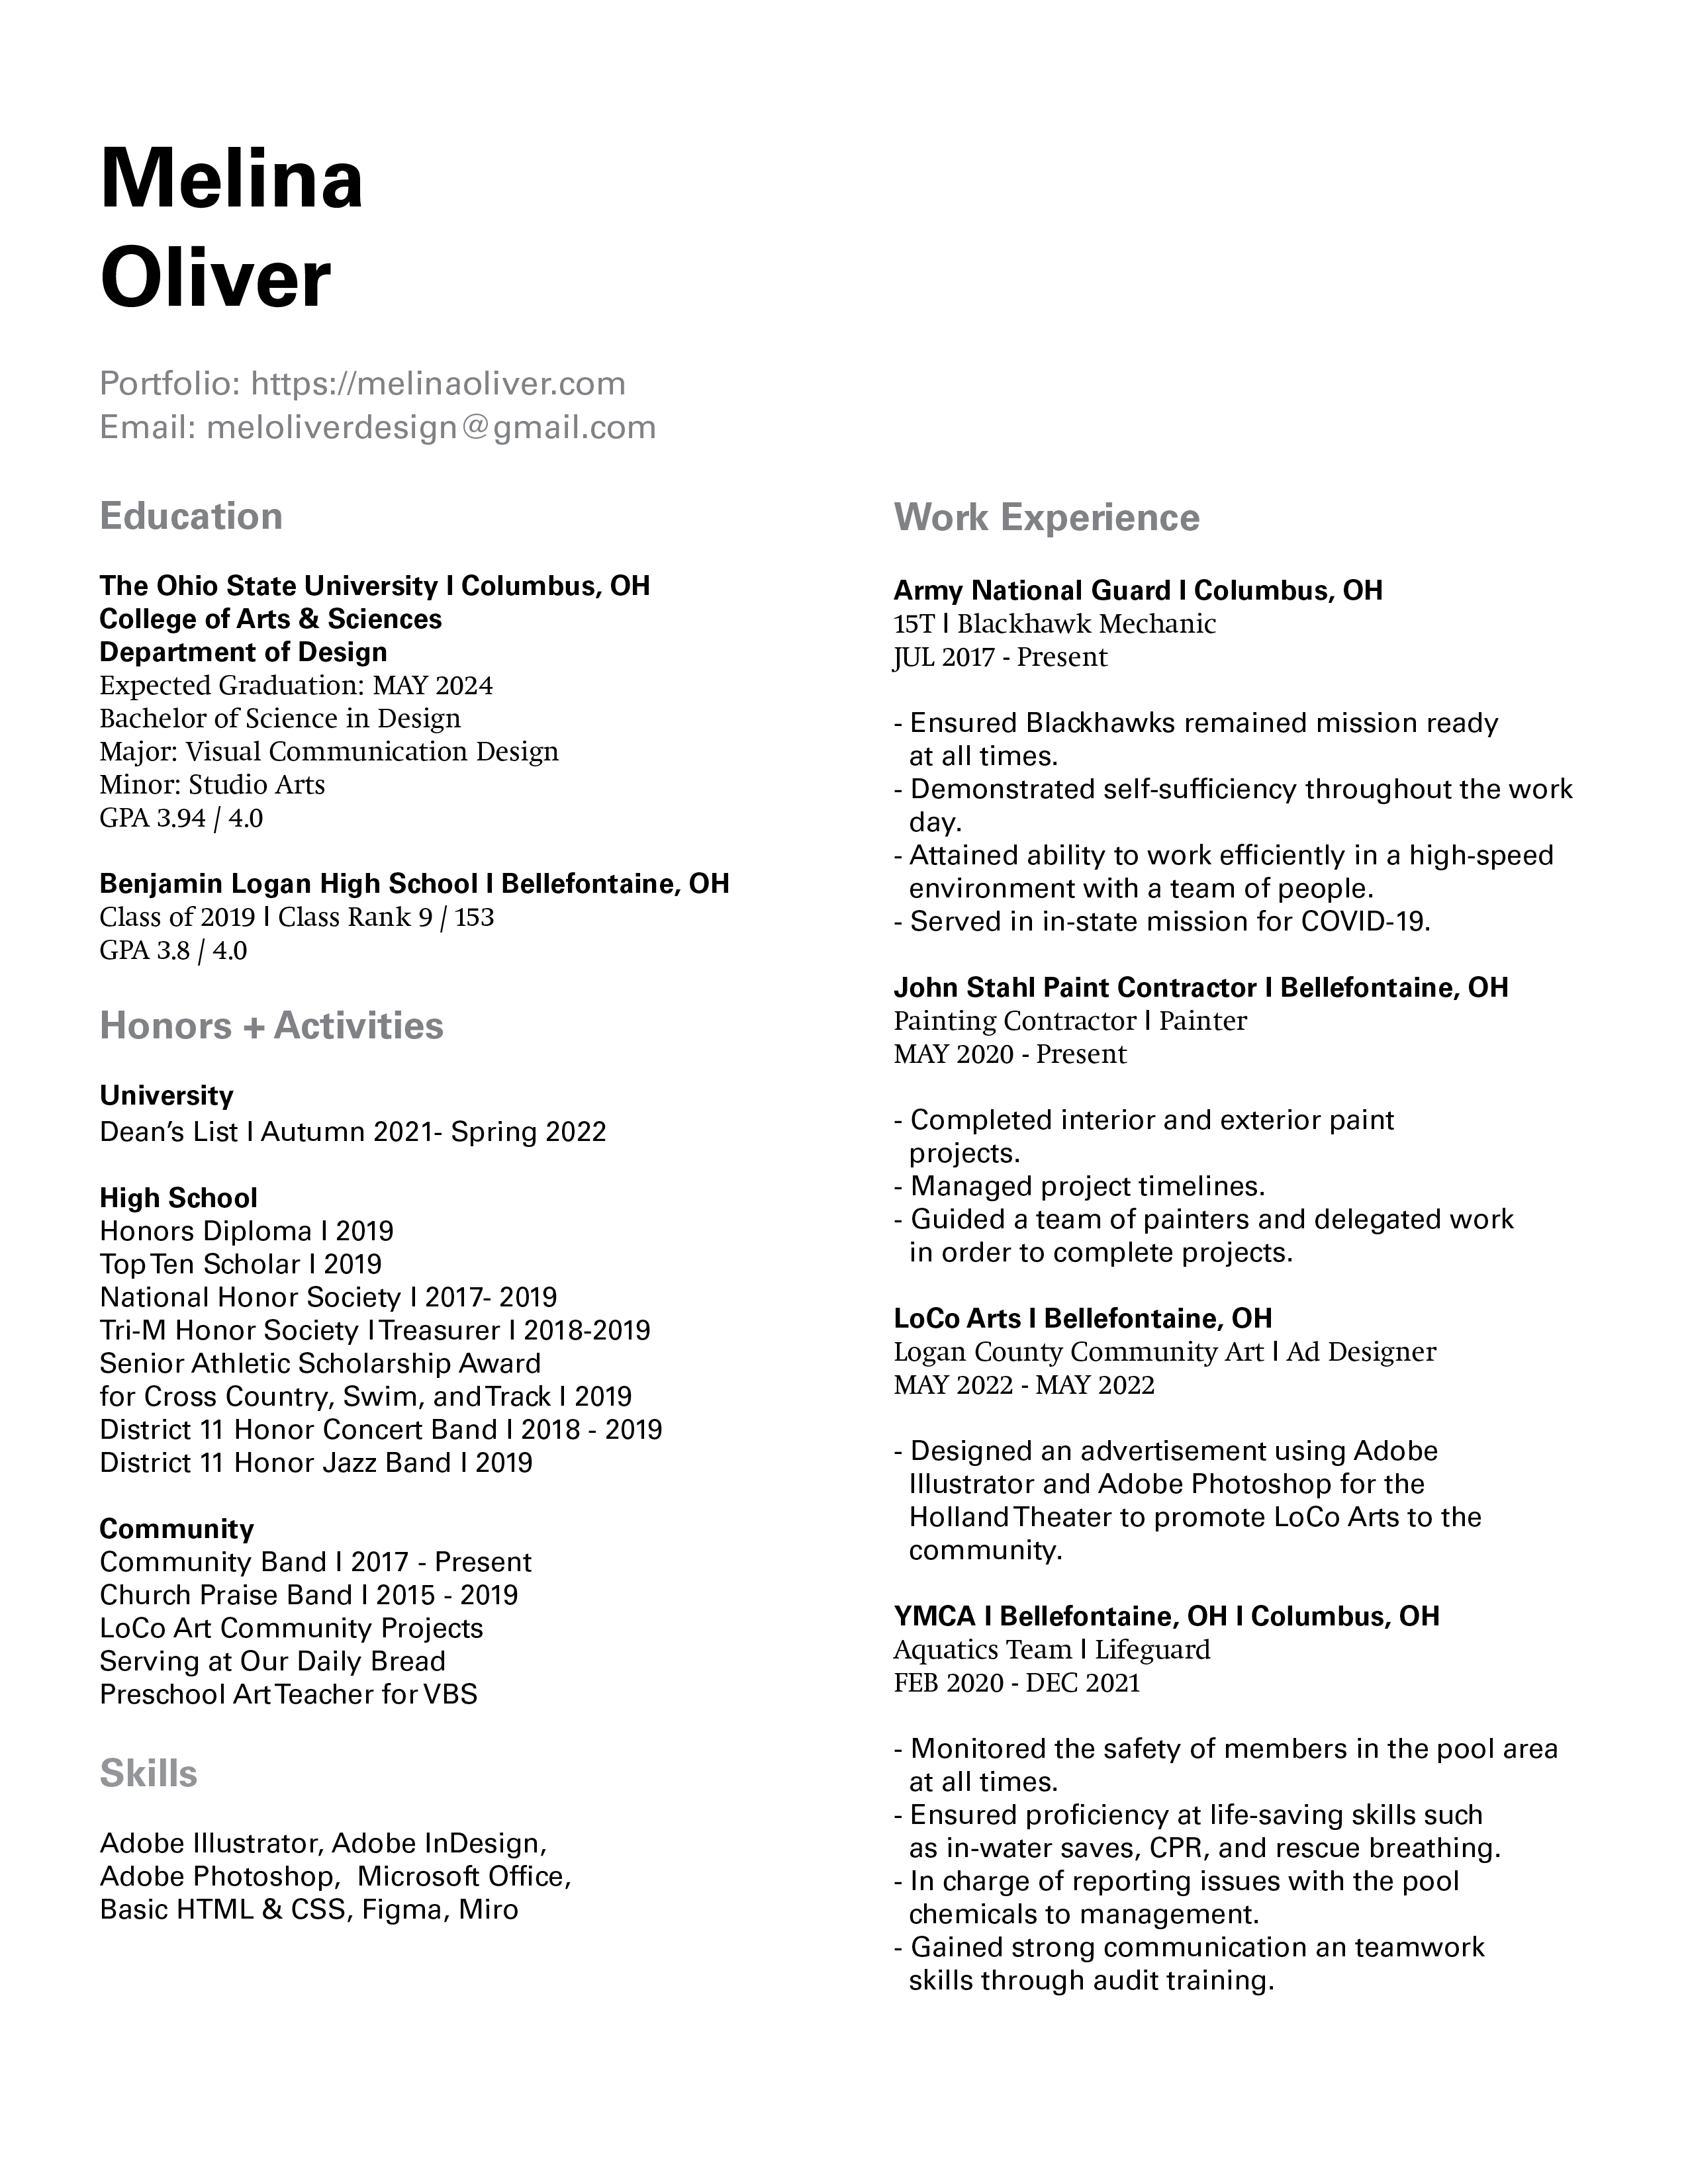 Melina
Oliver
Portfolio: https://melinaoliver.com
Email: meloliverdesign@gmail.com
Education
The Ohio State University I Columbus, OH
College of Arts & Sciences
Department of Design
Expected Graduation: MAY 2024
Bachelor of Science in Design
Major: Visual Communication Design
Minor: Studio Arts
GPA 3.94 / 4.0
Benjamin Logan High School I Bellefontaine, OH
Class of 2019 I Class Rank 9 / 153
GPA 3.8 / 4.0
Honors + Activities
University
Dean’s List I Autumn 2021- Spring 2022
High School
Honors Diploma I 2019
Top Ten Scholar I 2019
National Honor Society I 2017- 2019
Tri-M Honor Society I Treasurer I 2018-2019
Senior Athletic Scholarship Award
for Cross Country, Swim, and Track I 2019
District 11 Honor Concert Band I 2018 - 2019
District 11 Honor Jazz Band I 2019
Community
Community Band I 2017 - Present
Church Praise Band I 2015 - 2019
LoCo Art Community Projects
Serving at Our Daily Bread
Preschool Art Teacher for VBS
Skills
Adobe Illustrator, Adobe InDesign,
Adobe Photoshop,  Microsoft Office,
Basic HTML & CSS, Figma, Miro
Work Experience
Army National Guard I Columbus, OH
15T I Blackhawk Mechanic
JUL 2017 - Present
- Ensured Blackhawks remained mission ready
at all times.
- Demonstrated self-sufficiency throughout the work
day.
- Attained ability to work efficiently in a high-speed
environment with a team of people.
- Served in in-state mission for COVID-19.
John Stahl Paint Contractor I Bellefontaine, OH
Painting Contractor I Painter
MAY 2020 - Present
- Completed interior and exterior paint
projects.
- Managed project timelines.
- Guided a team of painters and delegated work
in order to complete projects.
LoCo Arts I Bellefontaine, OH
Logan County Community Art I Ad Designer
MAY 2022 - MAY 2022
- Designed an advertisement using Adobe
Illustrator and Adobe Photoshop for the
Holland Theater to promote LoCo Arts to the
community.
YMCA I Bellefontaine, OH I Columbus, OH
Aquatics Team I Lifeguard
FEB 2020 - DEC 2021
- Monitored the safety of members in the pool area
at all times.
- Ensured proficiency at life-saving skills such
as in-water saves, CPR, and rescue breathing.
- In charge of reporting issues with the pool
chemicals to management.
- Gained strong communication an teamwork
skills through audit training.